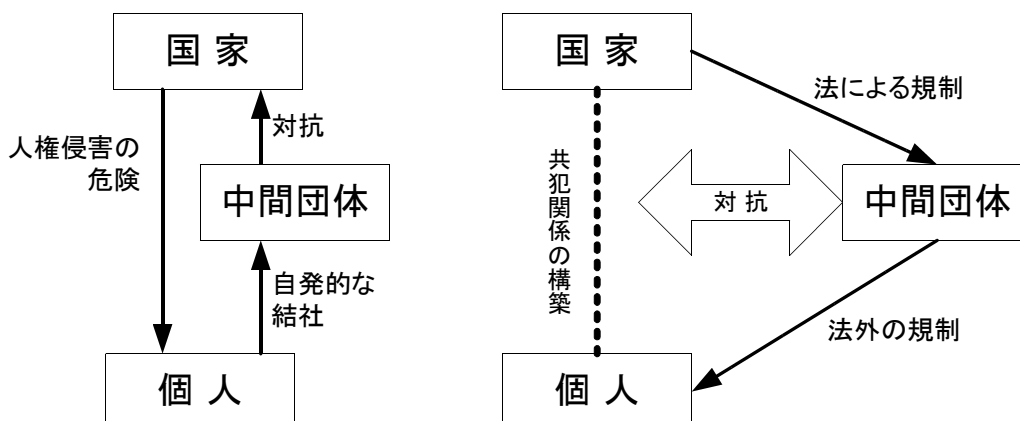 国 家
人権侵害の
危険
対抗
中間団体
自発的な
結社
個 人
国 家
法による規制
共犯関係の構築
対 抗
中間団体
法外の規制
個 人